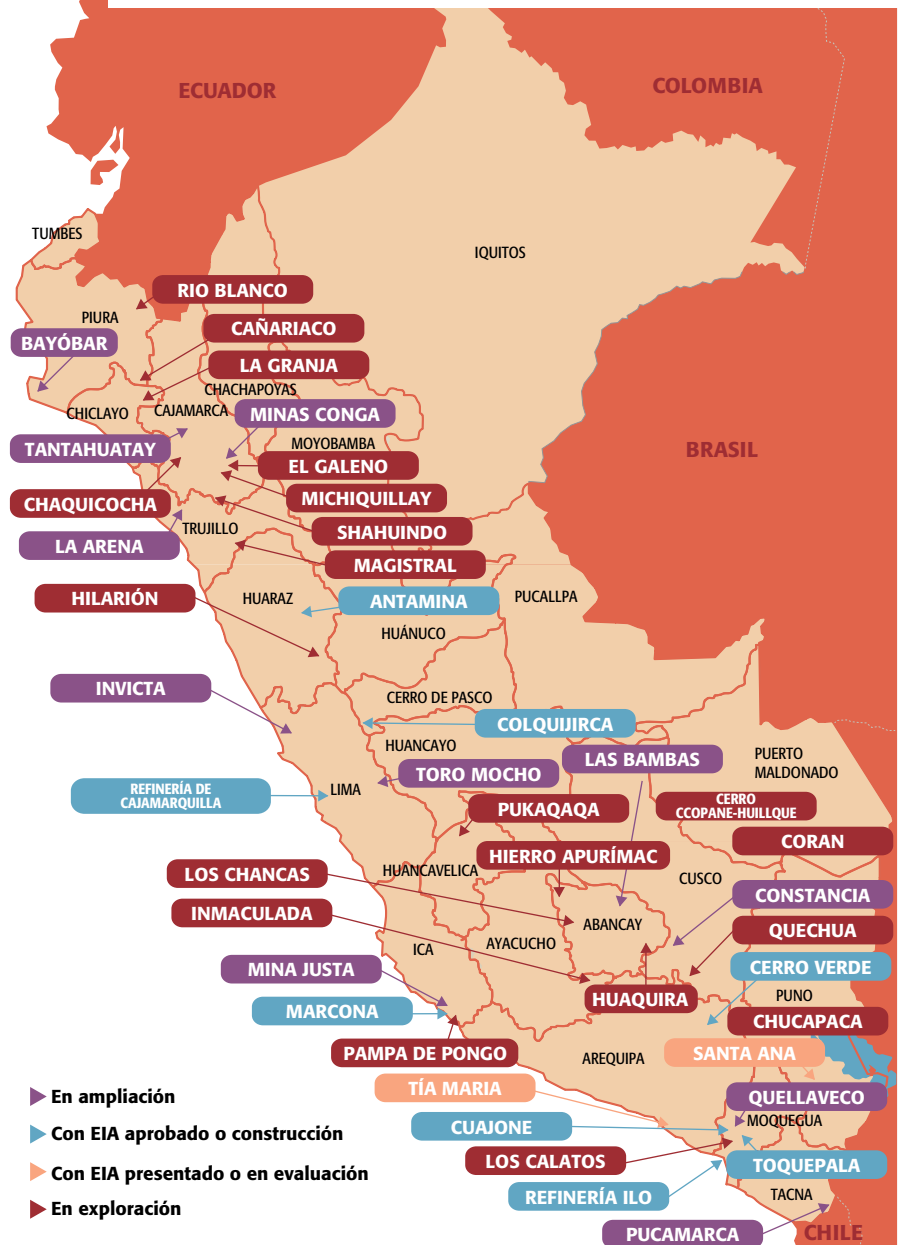 ECUADOR
COLOMBIA
TUMBES
IQUITOS
RIO BLANCO
PIURA
CAÑARIACO
BAYÓBAR
LA GRANJA
CHACHAPOYAS
CHICLAYO
CAJAMARCA
MINAS CONGA
MOYOBAMBA
TANTAHUATAY
BRASIL
EL GALENO
MICHIQUILLAY
CHAQUICOCHA
TRUJILLO
SHAHUINDO
LA ARENA
MAGISTRAL
HILARIÓN
HUARAZ
ANTAMINA
PUCALLPA
HUÁNUCO
INVICTA
CERRO DE PASCO
COLQUIJIRCA
HUANCAYO
LAS BAMBAS
PUERTO
MALDONADO
TORO MOCHO
REFINERÍA DE
CAJAMARQUILLA
LIMA
PUKAQAQA
CERRO
CCOPANE-HUILLQUE
CORAN
HIERRO APURÍMAC
HUANCAVELICA
LOS CHANCAS
CUSCO
CONSTANCIA
INMACULADA
ABANCAY
QUECHUA
AYACUCHO
ICA
CERRO VERDE
MINA JUSTA
HUAQUIRA
PUNO
MARCONA
CHUCAPACA
PAMPA DE PONGO
AREQUIPA
SANTA ANA
TÍA MARIA
QUELLAVECO
MOQUEGUA
CUAJONE
LOS CALATOS
TOQUEPALA
REFINERÍA ILO
TACNA
PUCAMARCA
CHILE
En ampliación
Con EIA aprobado o construcción
Con EIA presentado o en evaluación
En exploración